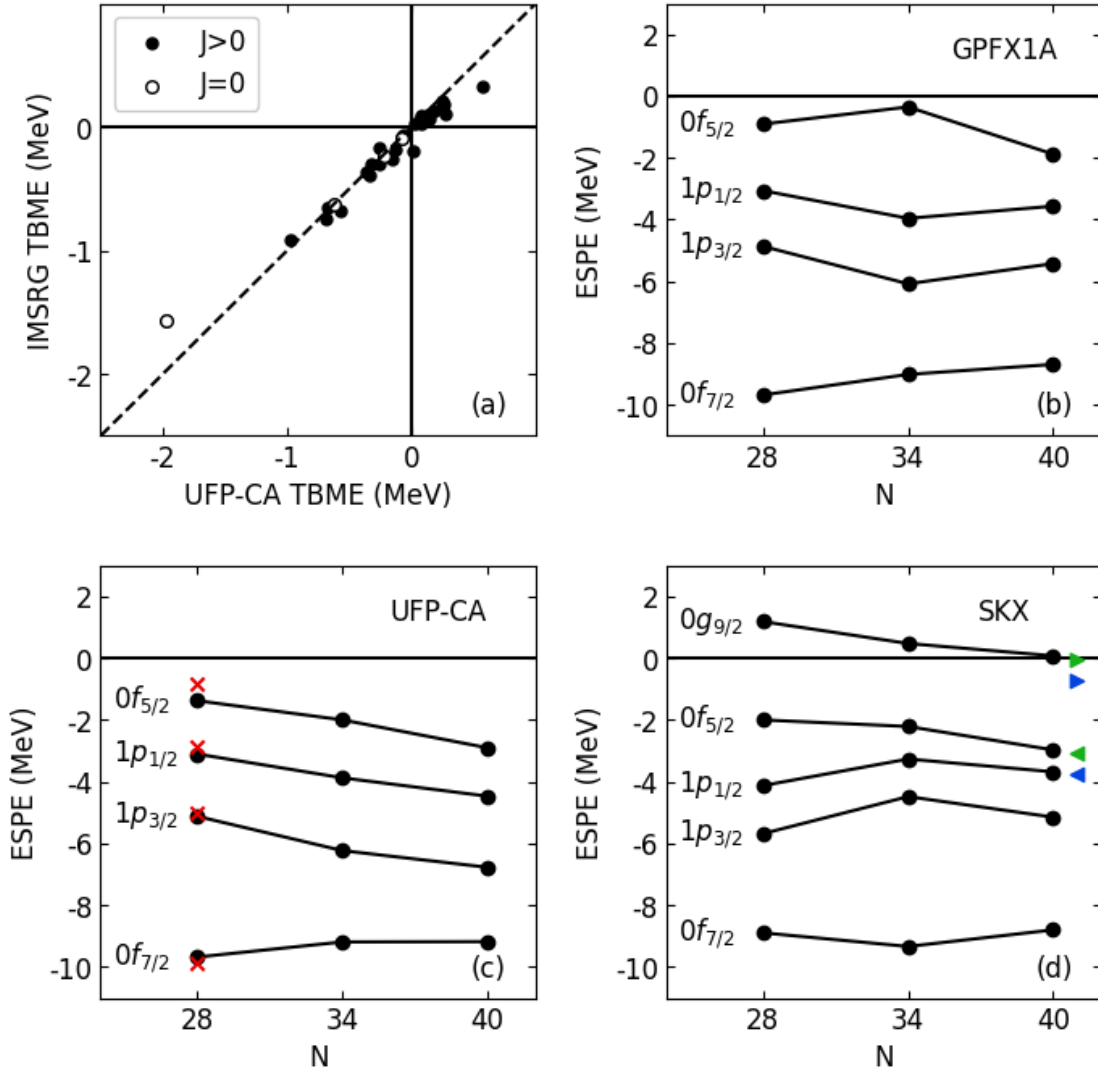 J>0
J=0
0
-1
-2
IMSRG TBME (MeV)
(a)
-2 -1 0
UFP-CA TBME (MeV)
GPFX1A
2
0
-2
-4
-6
-8
-10
ESPE (MeV)
0f5/2
1p1/2
1p3/2
0f7/2
(b)
28 34 40
N
UFP-CA
2
0
-2
-4
-6
-8
-10
ESPE (MeV)
0f5/2
1p1/2
1p3/2
0f7/2
(c)
28 34 40
N
SKX
2
0
-2
-4
-6
-8
-10
ESPE (MeV)
0g9/2
0f5/2
1p1/2
1p3/2
0f7/2
(d)
28 34 40
N